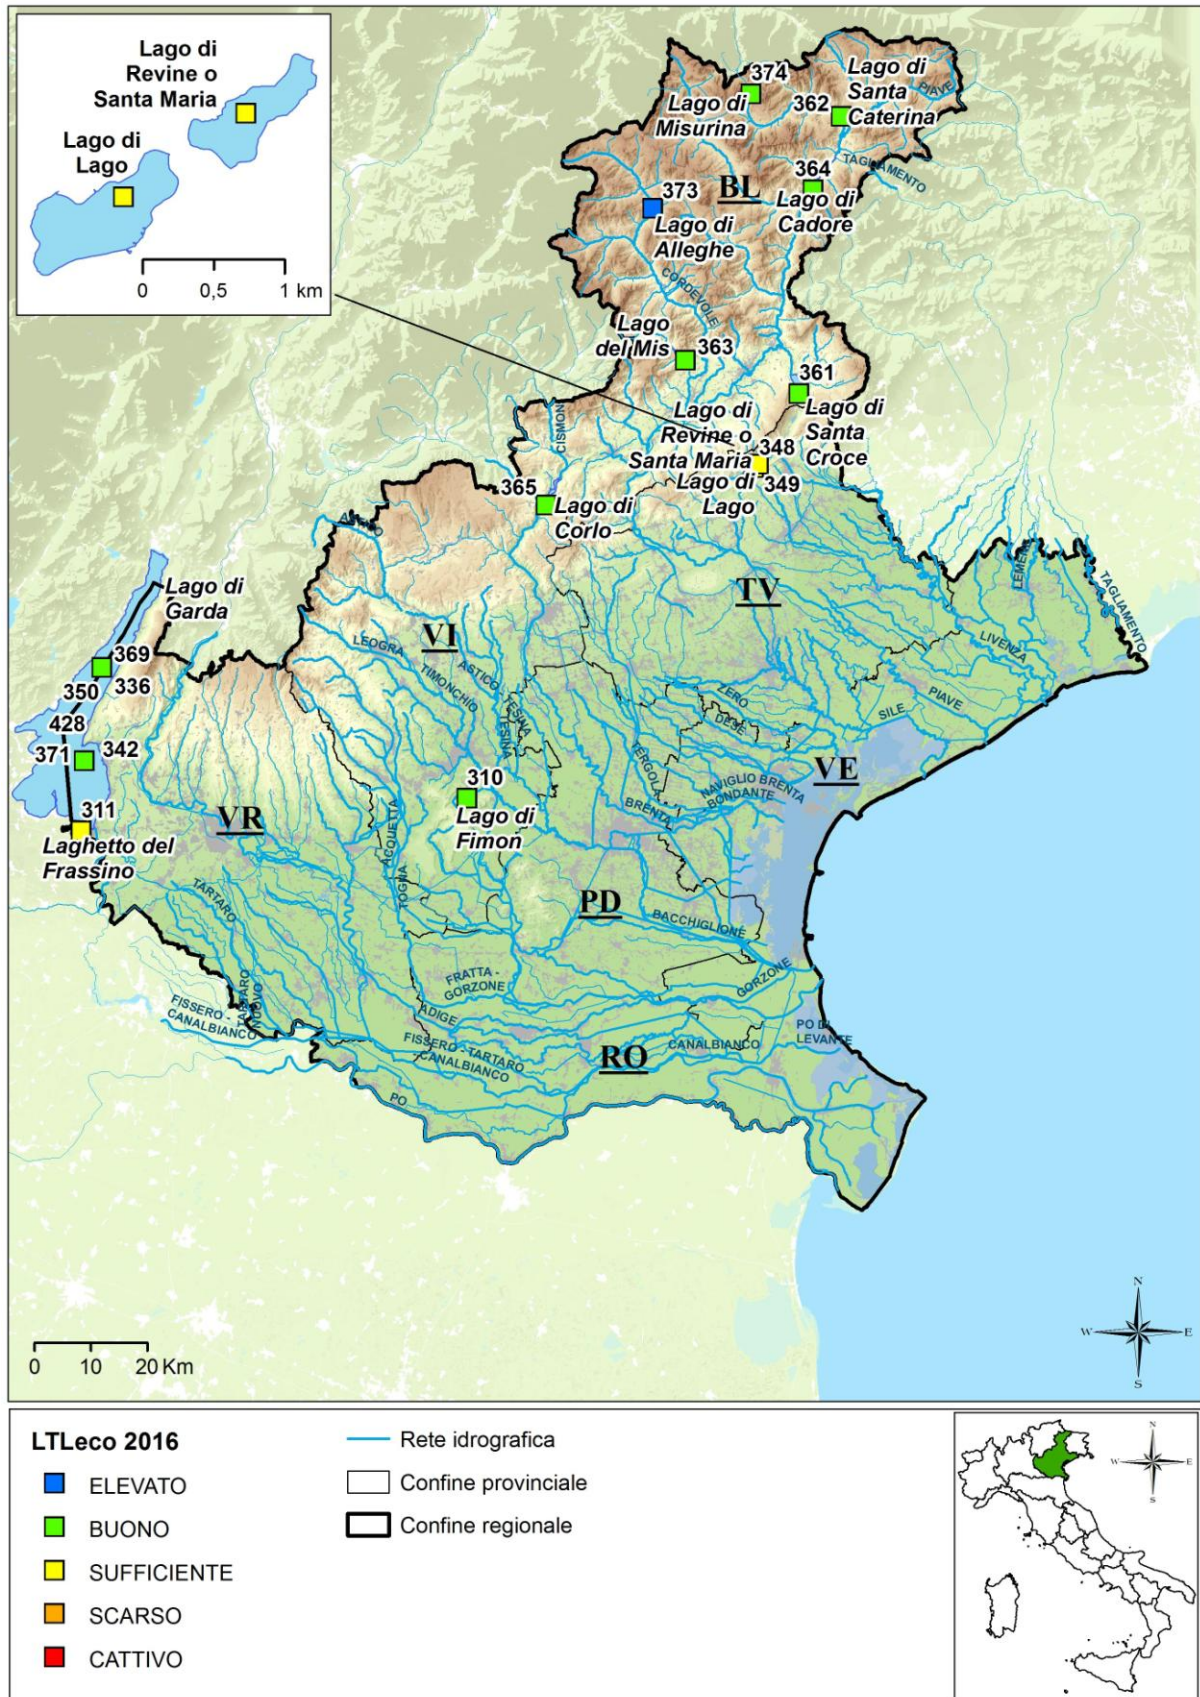 Lago di
Revine o
Santa Maria
Lago di
Lago
0 0,5 1 km
374
Lago di
Misurina
362
Lago di
Santa
Caterina
PIAVE
TAGLIAMENTO
364
Lago di
Cadore
BL
373
Lago di
Alleghe
CORDEVOLE
Lago
del Mis
363
361
Lago di
Santa
Croce
Lago di
Revine o
Santa Maria
348
Lago di
Lago
349
CISMON
365
Lago di
Corlo
Lago di
Garda
369
350 336
428
371 342
311
Laghetto del
Frassino
VI
LEOGRA
TIMONCHIO
ASTICO
TESINA
TESINA
TV
LEMENE
TAGLIAMENTO
LIVENZA
PIAVE
SILE
ZERO
DESE
VE
TERGOLA
NAVIGLIO BRENTA
- BONDANTE
BRENTA
310
Lago di
Fimon
VR
ACQUETTA
TOGNA
TARTARO
PD
BACCHIGLIONE
FRATTA -
GORZONE
GORZONE
ADIGE
TARTARO
NUOVO
FISSERO -
CANALBIANCO
FISSERO - TARTARO
CANALBIANCO
CANALBIANCO
PO DI
LEVANTE
RO
PO
0 10 20 Km
N
W E
S
LTLeco 2016
ELEVATO
BUONO
SUFFICIENTE
SCARSO
CATTIVO
Rete idrografica
Confine provinciale
Confine regionale
N
W E
S